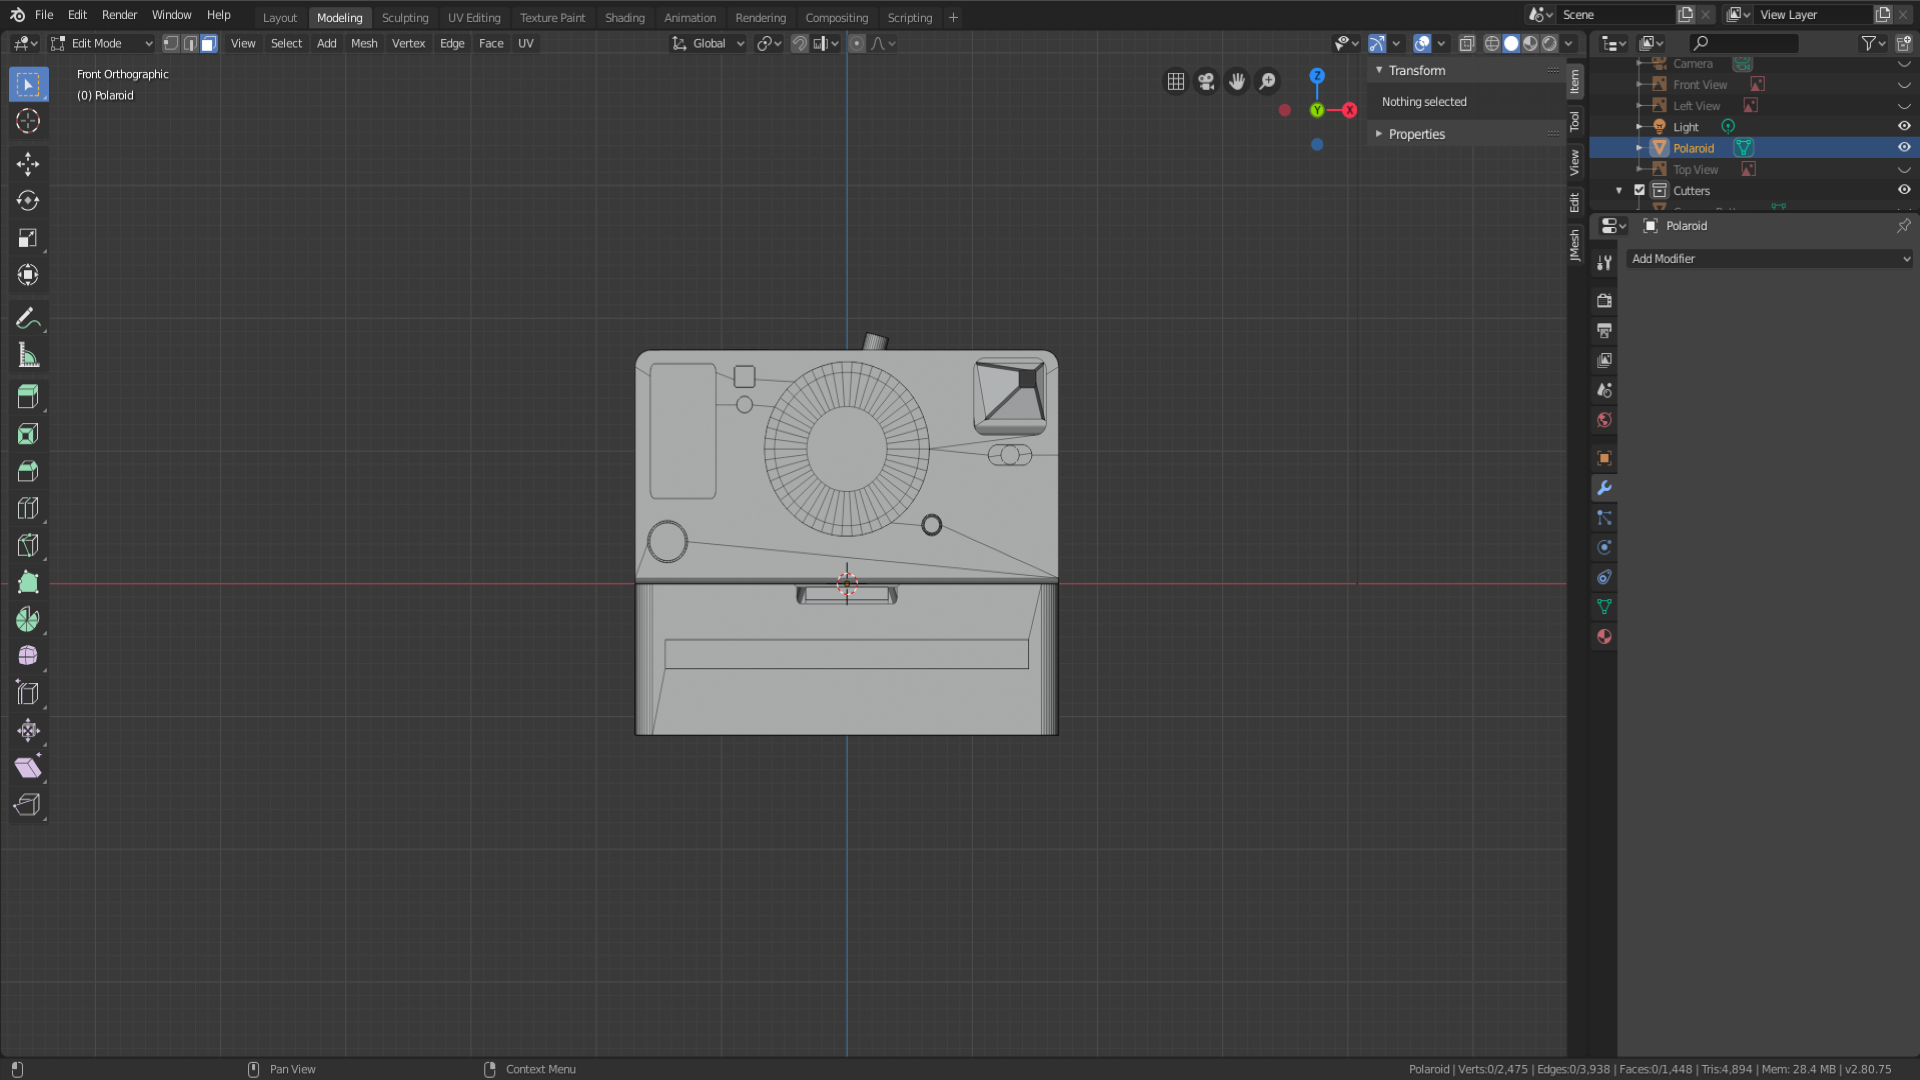 File Edit Render Window Help Layout Modeling Sculpting UV Editing Texture Paint Shading Animation Rendering Compositing Scripting + Scene View Layer
Edit Mode View Select Add Mesh Vertex Edge Face UV Global
Front Orthographic
(0) Polaroid
Z
Y
X
Transform
Nothing selected
Properties
Item
Tool
View
Edit
JMesh
Camera
Front View
Left View
Light
Polaroid
Top View
Cutters
Polaroid
Add Modifier
Pan View
Context Menu
Polaroid | Verts:0/2,475 | Edges:0/3,938 | Faces:0/1,448 | Tris:4,894 | Mem: 28.4 MB | v2.80.75